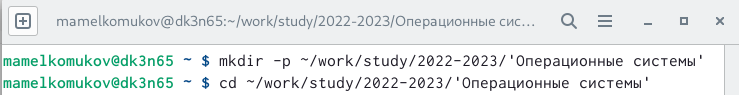 mamelkomukov@dk3n65:~/work/study/2022-2023/Операционные сис...
mamelkomukov@dk3n65 ~ $ mkdir -p ~/work/study/2022-2023/'Операционные системы'
mamelkomukov@dk3n65 ~ $ cd ~/work/study/2022-2023/'Операционные системы'